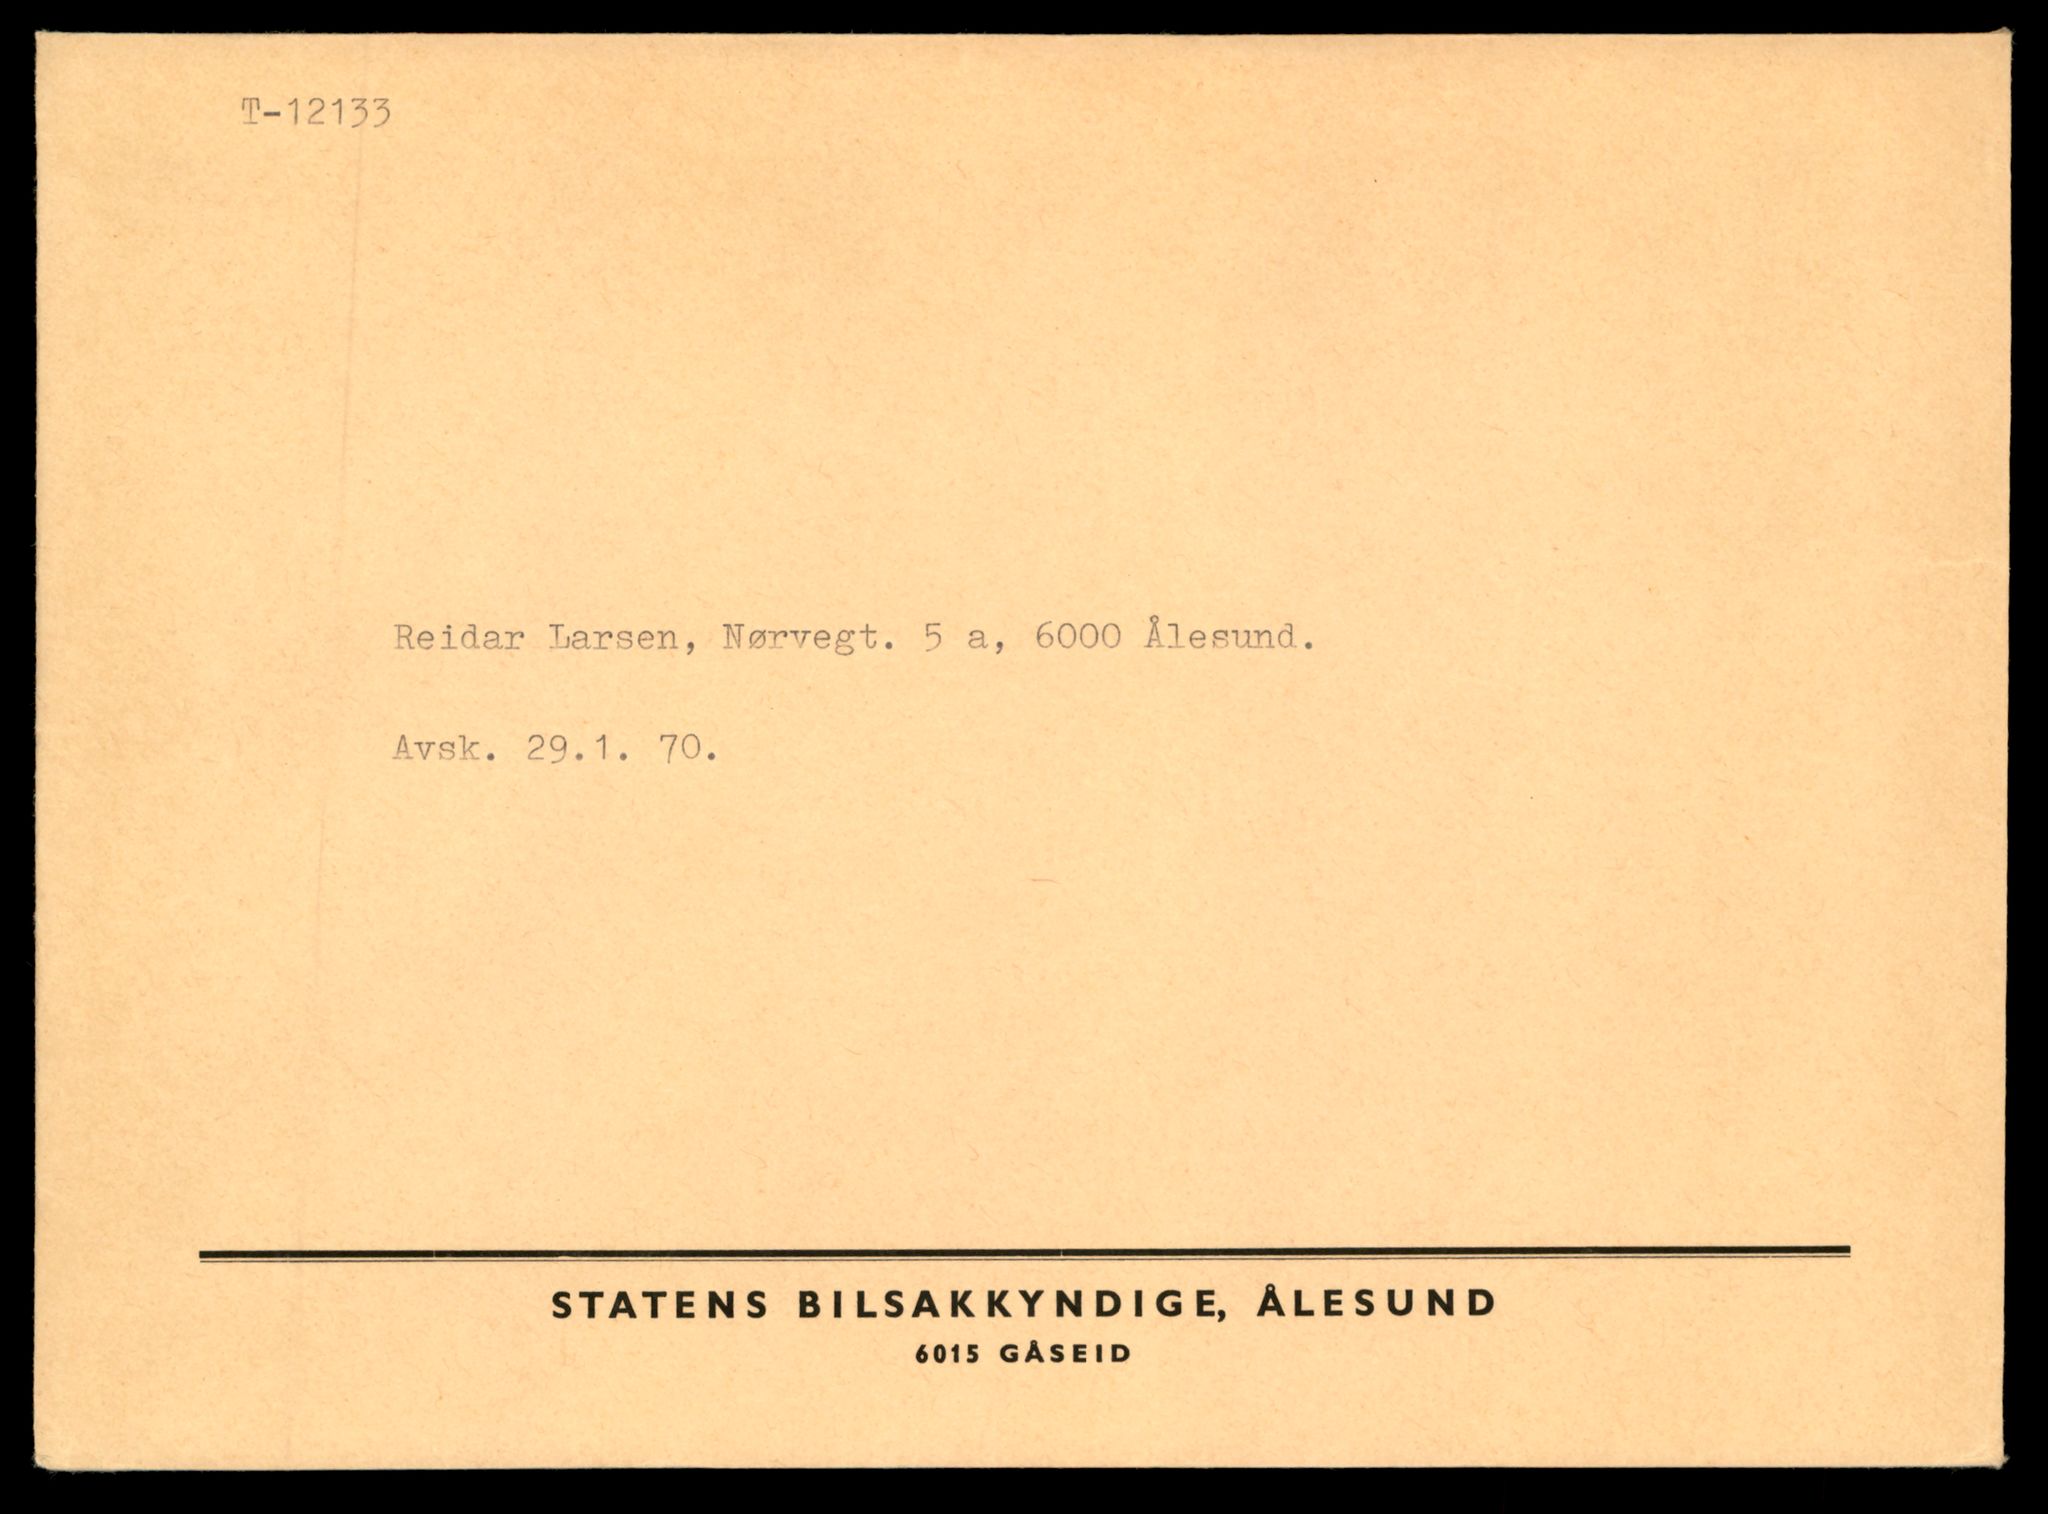 T-12133
Reidar Larsen, Nørvegt. 5 a, 6000 Ålesund.
Avsk. 29.1. 70.
STATENS BILSAKKYNDIGE, ÅLESUND
6015 GÅSEID